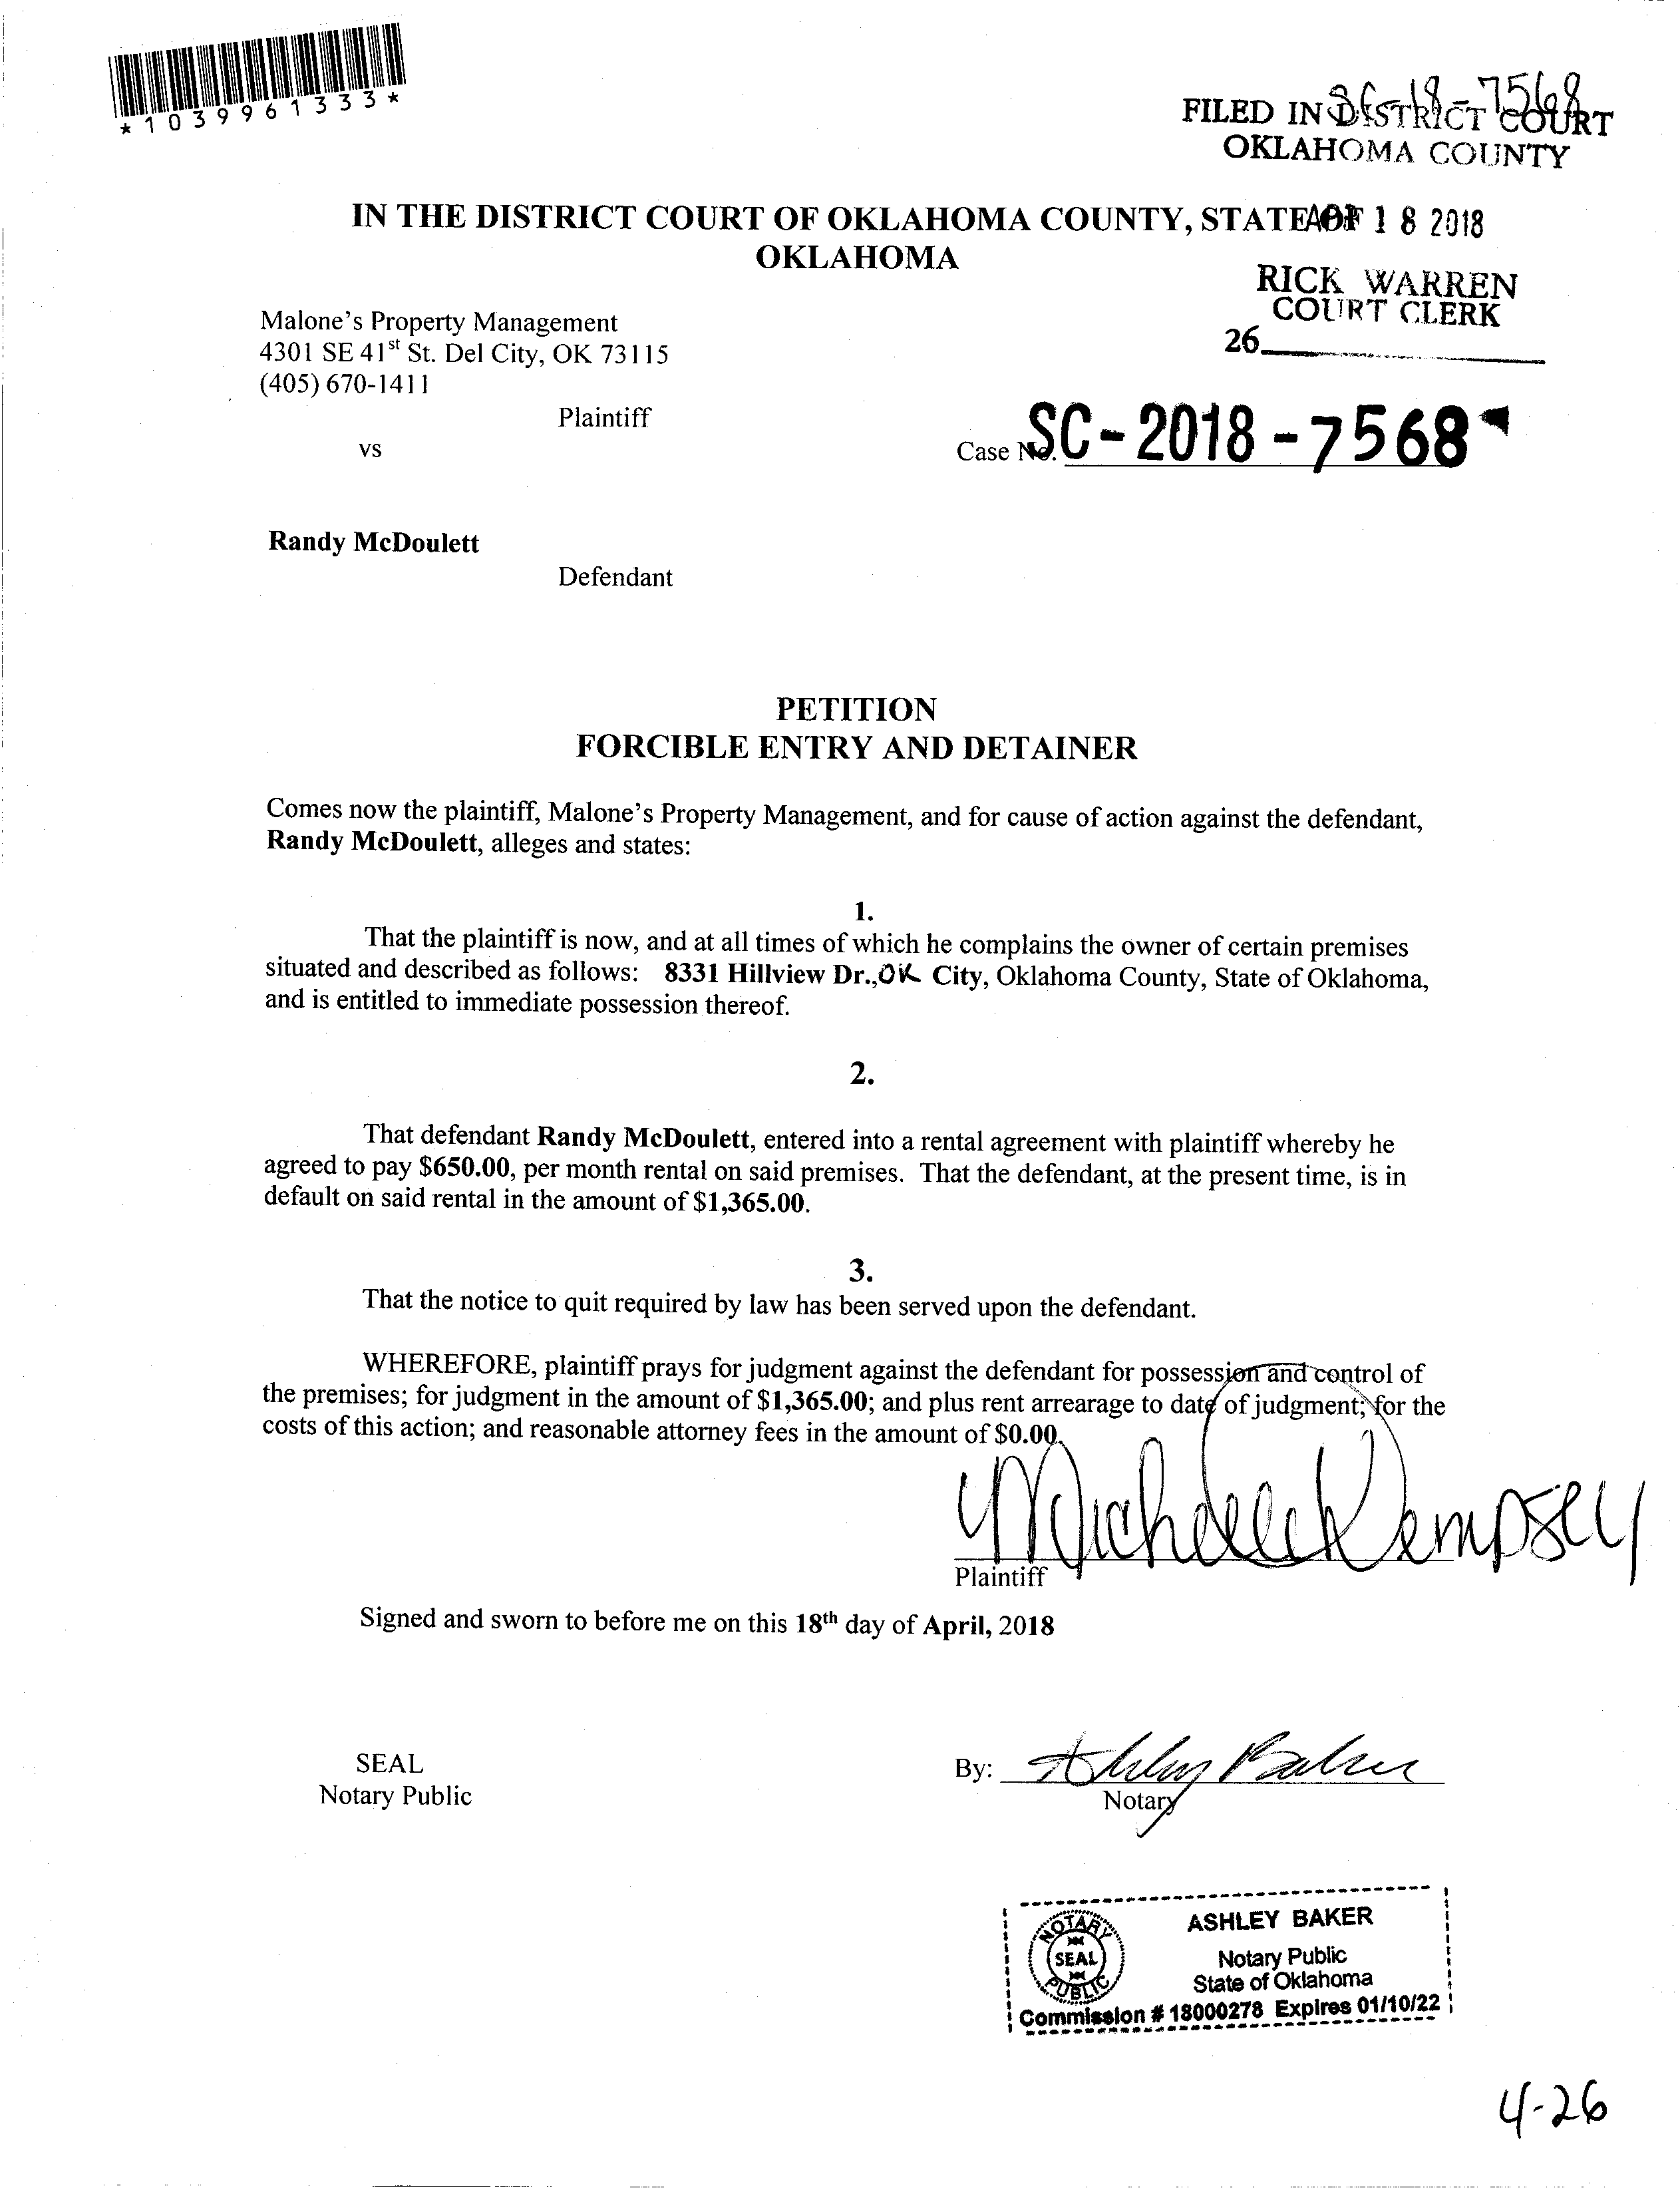 *1039961333*
SC-18-7568
FILED IN DISTRICT COURT
OKLAHOMA COUNTY
IN THE DISTRICT COURT OF OKLAHOMA COUNTY, STATE OF
APR 18 2018
OKLAHOMA
RICK WARREN
COURT CLERK
26
Malone's Property Management
4301 SE 41st St. Del City, OK 73115
(405) 670-1411
Plaintiff
vs
Case No. SC-2018-7568
Randy McDoulett
Defendant
PETITION
FORCIBLE ENTRY AND DETAINER
Comes now the plaintiff, Malone's Property Management, and for cause of action against the defendant,
Randy McDoulett, alleges and states:
1.
That the plaintiff is now, and at all times of which he complains the owner of certain premises
situated and described as follows: 8331 Hillview Dr., OK City, Oklahoma County, State of Oklahoma,
and is entitled to immediate possession thereof.
2.
That defendant Randy McDoulett, entered into a rental agreement with plaintiff whereby he
agreed to pay $650.00, per month rental on said premises. That the defendant, at the present time, is in
default on said rental in the amount of $1,365.00.
3.
That the notice to quit required by law has been served upon the defendant.
WHEREFORE, plaintiff prays for judgment against the defendant for possession and control of
the premises; for judgment in the amount of $1,365.00; and plus rent arrearage to date of judgment; for the
costs of this action; and reasonable attorney fees in the amount of $0.00.
Michelle Kempsey
Plaintiff
Signed and sworn to before me on this 18th day of April, 2018
SEAL
Notary Public
By: Ashley Baker
Notary
NOTARY
SEAL
PUBLIC
ASHLEY BAKER
Notary Public
State of Oklahoma
Commission # 18000278 Expires 01/10/22
4-26